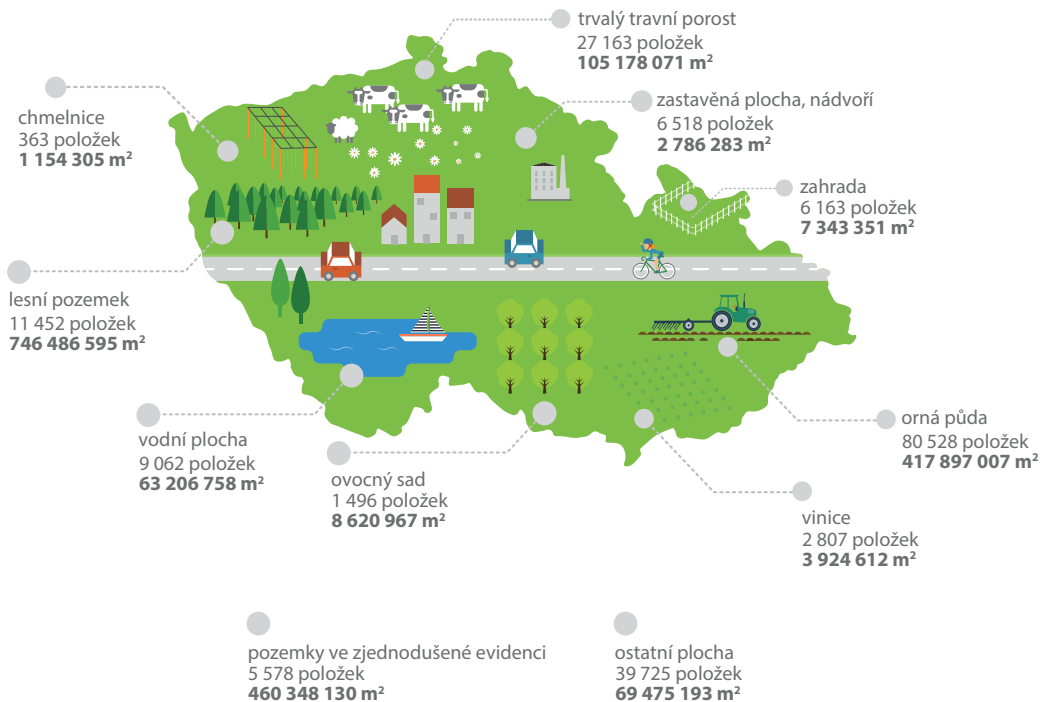 trvalý travní porost
27 163 položek
105 178 071 m²
zastavěná plocha, nádvoří
6 518 položek
2 786 283 m²
chmelnice
363 položek
1 154 305 m²
zahrada
6 163 položek
7 343 351 m²
lesní pozemek
11 452 položek
746 486 595 m²
orná půda
80 528 položek
417 897 007 m²
vodní plocha
9 062 položek
63 206 758 m²
ovocný sad
1 496 položek
8 620 967 m²
vinice
2 807 položek
3 924 612 m²
pozemky ve zjednodušené evidenci
5 578 položek
460 348 130 m²
ostatní plocha
39 725 položek
69 475 193 m²